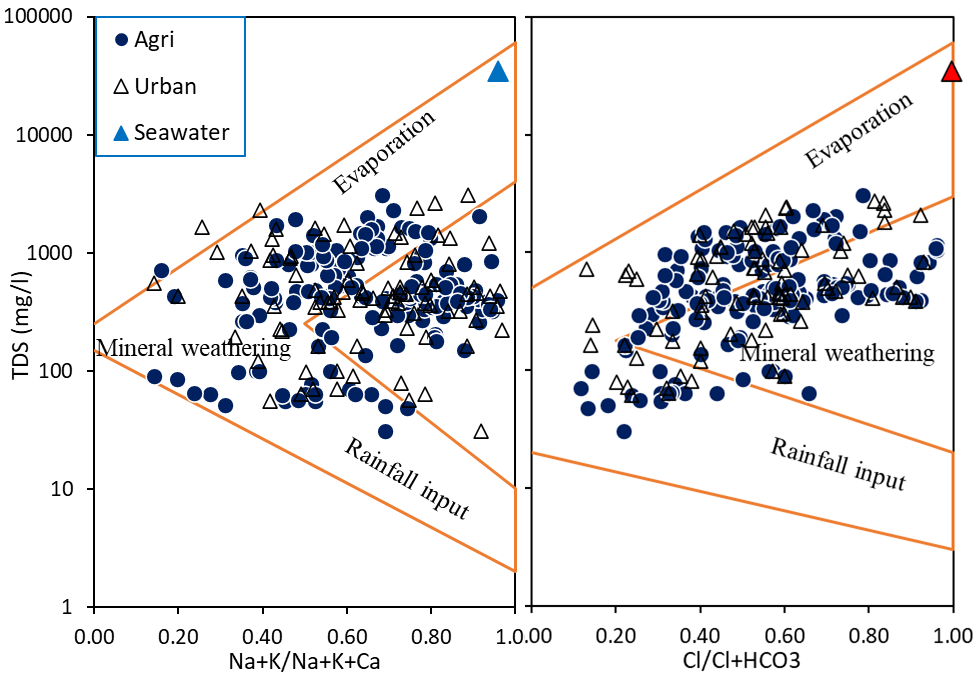 100000
10000
1000
100
10
1
TDS (mg/l)
Agri
Urban
Seawater
Evaporation
Mineral weathering
Rainfall input
0.00 0.20 0.40 0.60 0.80 1.00
Na+K/Na+K+Ca
Evaporation
Mineral weathering
Rainfall input
0.00 0.20 0.40 0.60 0.80 1.00
Cl/Cl+HCO3